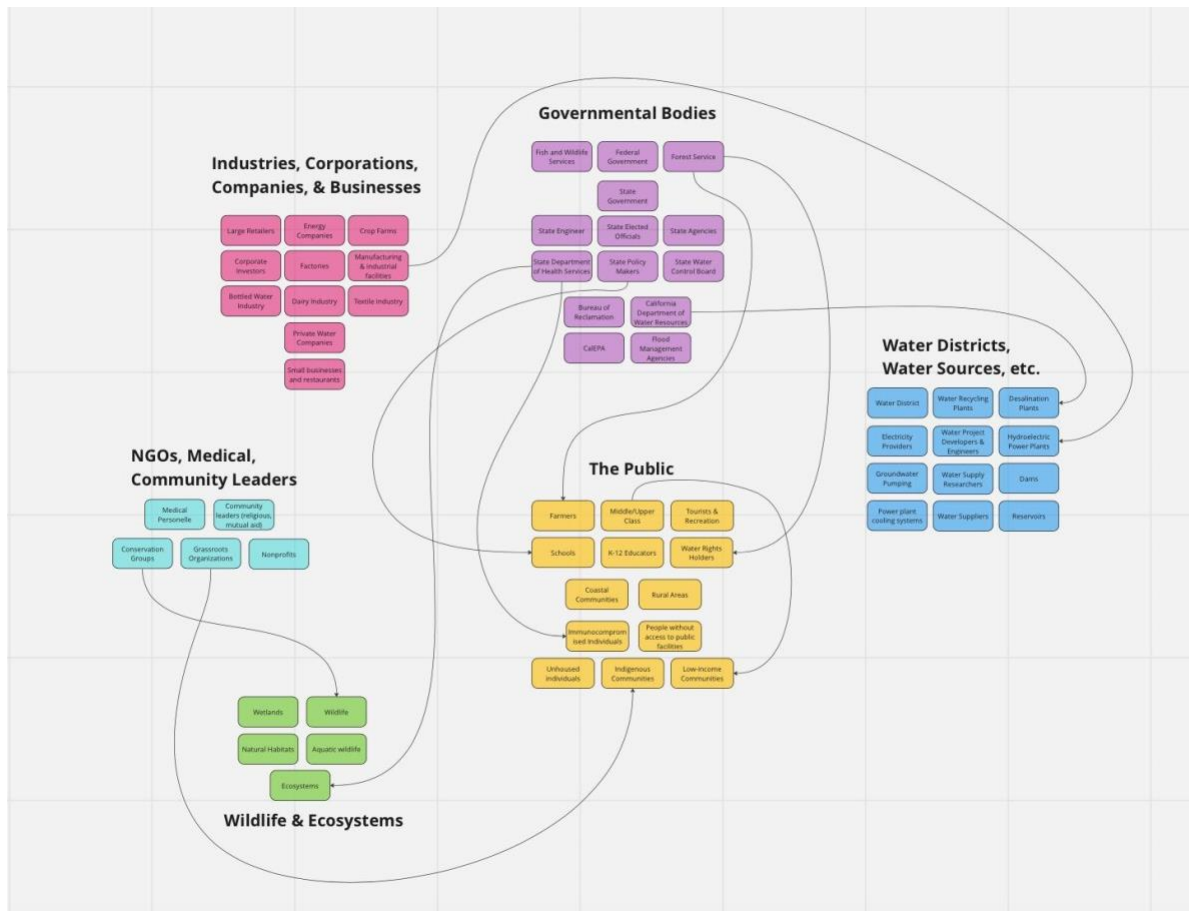 Governmental Bodies
Fish and Wildlife
Services
Federal
Government
Forest Service
State
Government
State Engineer
State Elected
Officials
State Agencies
State Department
of Health Services
State Policy
Makers
State Water
Control Board
Bureau of
Reclamation
California
Department of
Water Resources
CalEPA
Flood
Management
Agencies
Industries, Corporations,
Companies, & Businesses
Large Retailers
Energy
Companies
Crop Farms
Corporate
Investors
Factories
Manufacturing
& industrial
facilities
Bottled Water
Industry
Dairy Industry
Textile Industry
Private Water
Companies
Small businesses
and restaurants
Water Districts,
Water Sources, etc.
Water District
Water Recycling
Plants
Desalination
Plants
Electricity
Providers
Water Project
Developers &
Engineers
Hydroelectric
Power Plants
Groundwater
Pumping
Water Supply
Researchers
Dams
Power plant
cooling systems
Water Suppliers
Reservoirs
NGOs, Medical,
Community Leaders
Medical
Personelle
Community
leaders (religious,
mutual aid)
Conservation
Groups
Grassroots
Organizations
Nonprofits
The Public
Farmers
Middle/Upper
Class
Tourists &
Recreation
Schools
K-12 Educators
Water Rights
Holders
Coastal
Communities
Rural Areas
Immunocomprom
ised Individuals
People without
access to public
facilities
Unhoused
individuals
Indigenous
Communities
Low-income
Communities
Wetlands
Wildlife
Natural Habitats
Aquatic wildlife
Ecosystems
Wildlife & Ecosystems